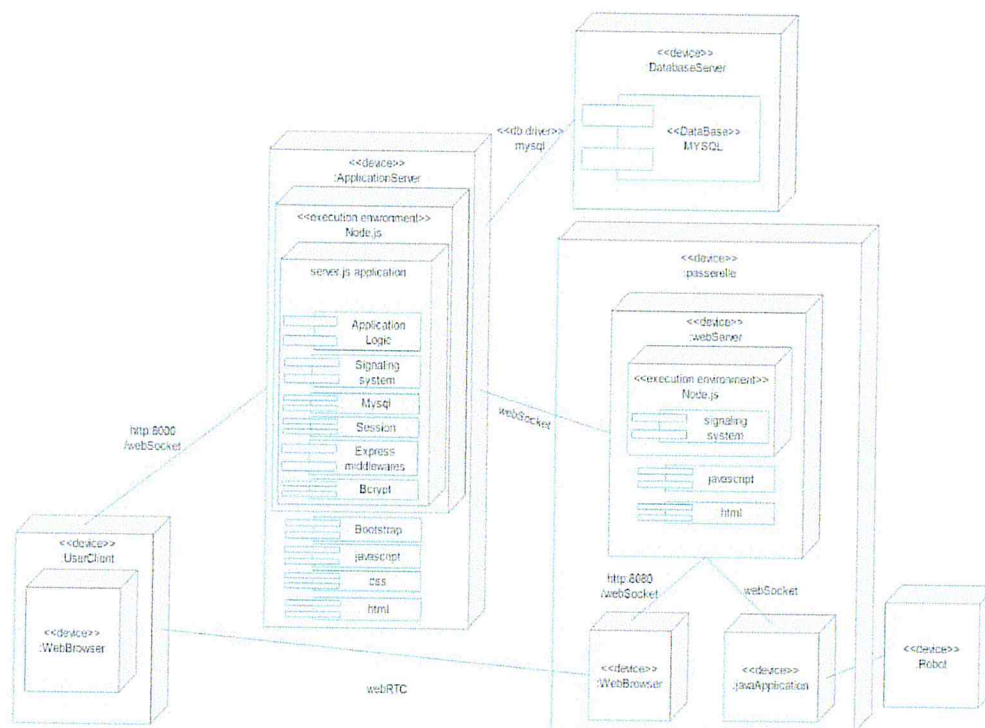 <<device>>
:DatabaseServer
<<DataBase>>
MYSQL
<<db driver>>
mysql
<<device>>
:ApplicationServer
<<execution environment>>
Node.js
server.js application
Application
Logic
Signaling
system
Mysql
Session
Express
middlewares
Bcrypt
Bootstrap
javascript
css
html
<<device>>
:passerelle
<<device>>
:webServer
<<execution environment>>
Node.js
signaling
system
javascript
html
webSocket
http:8000
/webSocket
<<device>>
:UserClient
<<device>>
:WebBrowser
http:8080
/webSocket
webSocket
<<device>>
:WebBrowser
<<device>>
:javaApplication
<<device>>
:Robot
webRTC